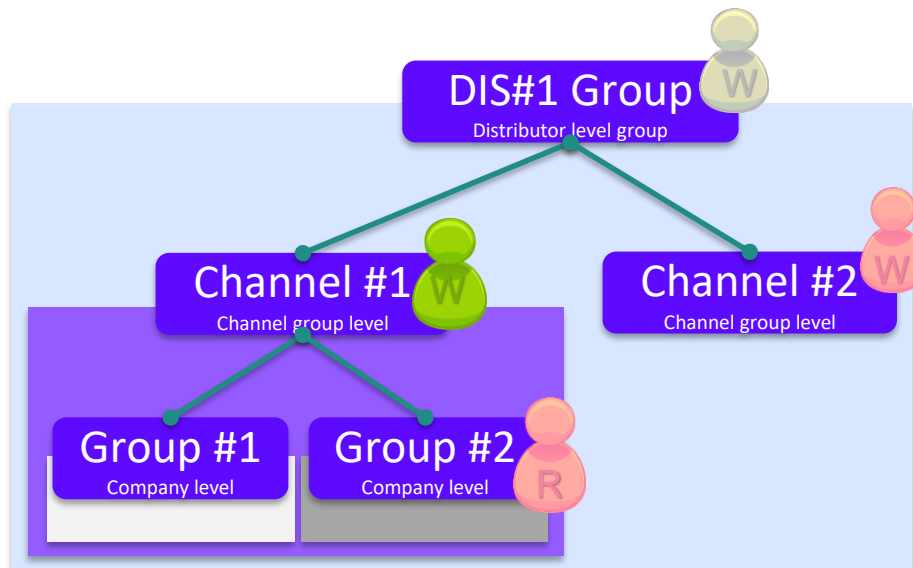 DIS#1 Group
W
Distributor level group
Channel #1
W
Channel group level
Channel #2
W
Channel group level
Group #1
Company level
Group #2
Company level
R